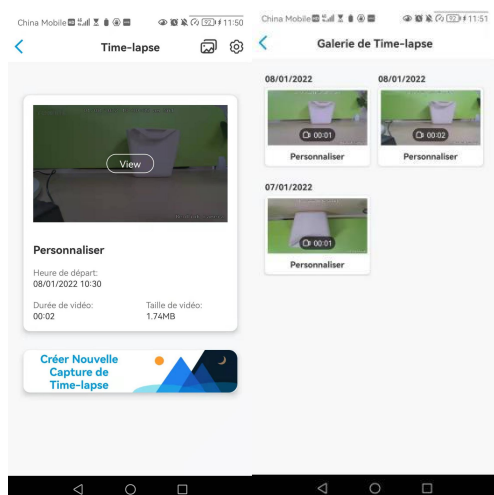 China Mobile 92 11:50
Time-lapse
View
Personnaliser
Heure de départ:
08/01/2022 10:30
Durée de vidéo:
00:02
Taille de vidéo:
1.74MB
Créer Nouvelle
Capture de
Time-lapse
China Mobile 92 11:51
Galerie de Time-lapse
08/01/2022
08/01/2022
00:01
00:02
Personnaliser
Personnaliser
07/01/2022
00:01
Personnaliser